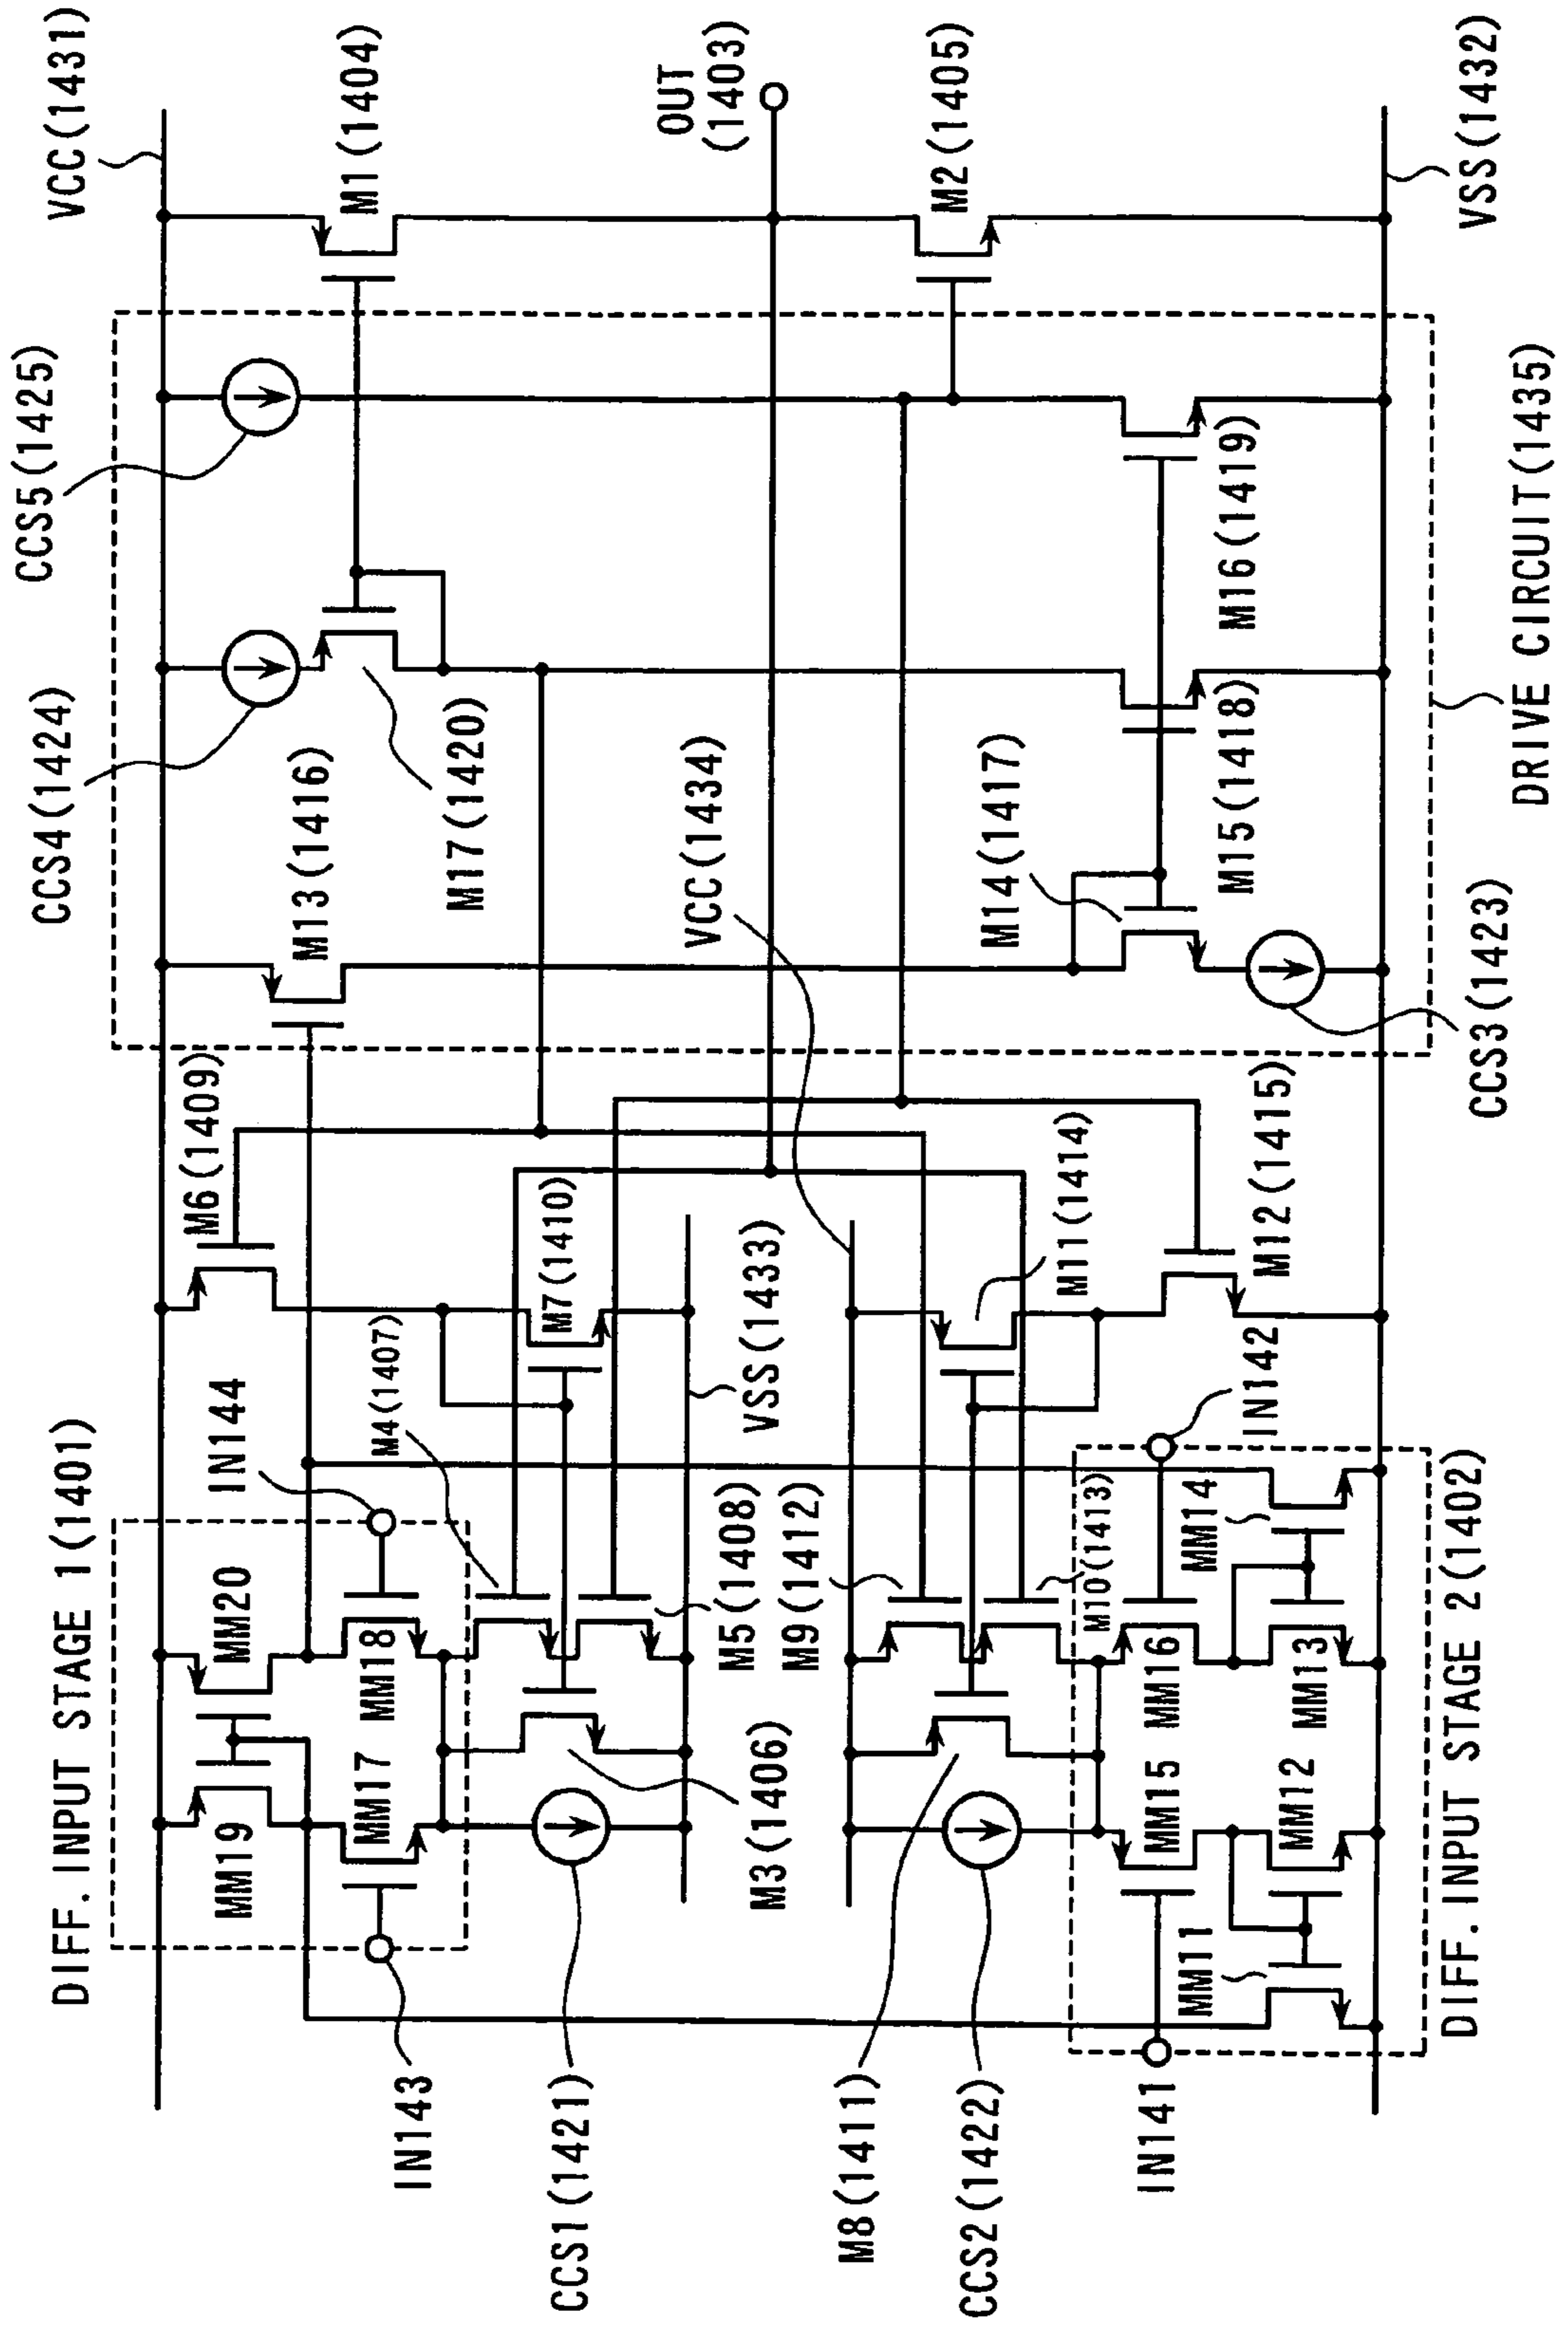 DIFF. INPUT STAGE 1(1401)
CCS4(1424)
CCS5(1425)
VCC(1431)
MM19
MM20
IN144
M6(1409)
M13(1416)
M1(1404)
IN143
MM17
MM18
M4(1407)
M17(1420)
CCS1(1421)
M7(1410)
OUT
(1403)
M3(1406)
M5(1408)
VSS(1433)
VCC(1434)
M8(1411)
M9(1412)
CCS2(1422)
M10(1413)
M11(1414)
M14(1417)
M2(1405)
IN141
MM15
MM16
MM14
IN142
M12(1415)
M15(1418)
M16(1419)
MM11
MM12
MM13
DIFF. INPUT STAGE 2(1402)
CCS3(1423)
DRIVE CIRCUIT(1435)
VSS(1432)